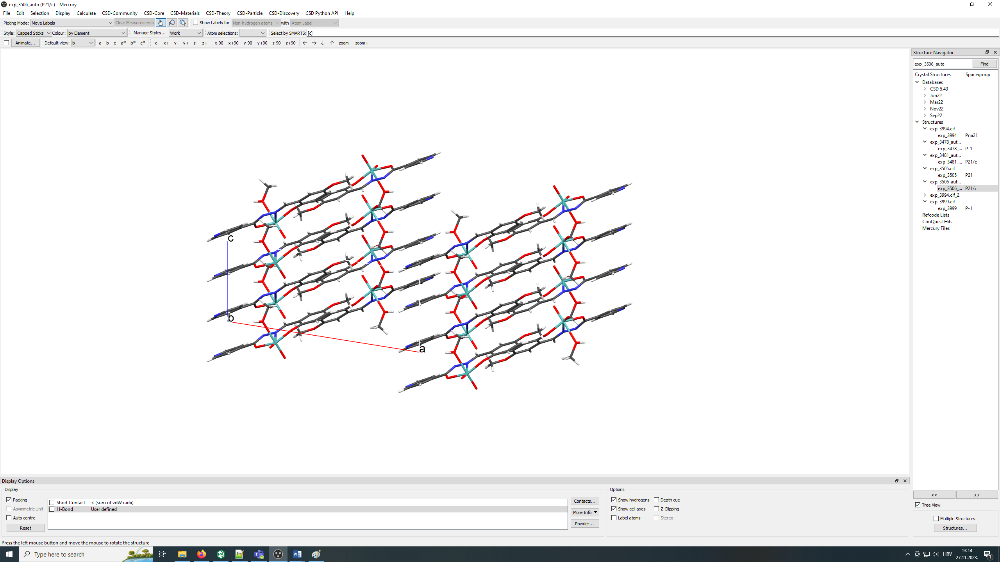 exp_3506_auto (P21/c) - Mercury
File Edit Selection Display Calculate CSD-Community CSD-Core CSD-Materials CSD-Theory CSD-Particle CSD-Discovery CSD Python API Help
Picking Mode: Move Labels Clear Measurements Show Labels for Non-hydrogen atoms with Atom Label
Style: Capped Sticks Colour: by Element Manage Styles... Work Atom selections: Select by SMARTS: [c]
Animate... Default view: b a b c a* b* c* x- x+ y- y+ z- z+ x-90 x+90 y-90 y+90 z-90 z+90 zoom- zoom+
Structure Navigator
exp_3506_auto Find
Crystal Structures Spacegroup
Databases
CSD 5.43
Jun22
Mar22
Nov22
Sep22
Structures
exp_3994.cif
exp_3994 Pna21
exp_3478_aut...
exp_3478_... P-1
exp_3481_aut...
exp_3481_... P21/c
exp_3505.cif
exp_3505 P21
exp_3506_aut...
exp_3506_... P21/c
exp_3994.cif_2
exp_3999.cif
exp_3999 P-1
Refcode Lists
ConQuest Hits
Mercury Files
c
b
a
<< >>
Tree View
Multiple Structures
Structures...
Display Options
Display
Packing
Asymmetric Unit
Auto centre
Reset
Short Contact < (sum of vdW radii)
H-Bond User defined
Contacts...
More Info
Powder...
Options
Show hydrogens Depth cue
Show cell axes Z-Clipping
Label atoms Stereo
Press the left mouse button and move the mouse to rotate the structure
Type here to search
HRV
13:14
27.11.2023.
1